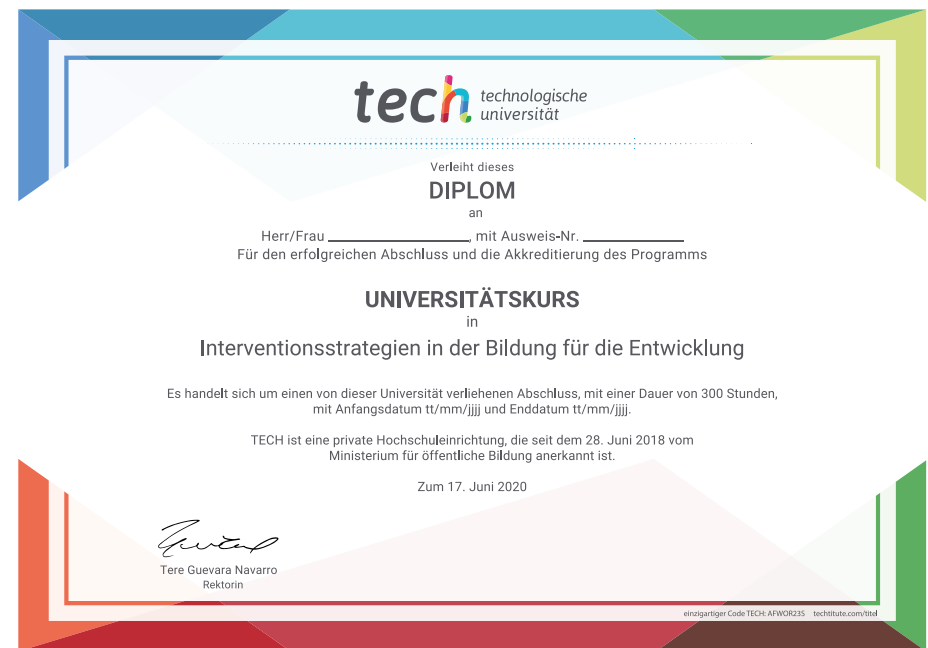 tech technologische
universität
Verleiht dieses
DIPLOM
an
Herr/Frau ____________, mit Ausweis-Nr. ____________
Für den erfolgreichen Abschluss und die Akkreditierung des Programms
UNIVERSITÄTSKURS
in
Interventionsstrategien in der Bildung für die Entwicklung
Es handelt sich um einen von dieser Universität verliehenen Abschluss, mit einer Dauer von 300 Stunden,
mit Anfangsdatum tt/mm/jjjj und Enddatum tt/mm/jjjj.
TECH ist eine private Hochschuleinrichtung, die seit dem 28. Juni 2018 vom
Ministerium für öffentliche Bildung anerkannt ist.
Zum 17. Juni 2020
Tere Guevara Navarro
Rektorin
einzigartiger Code TECH: AFWOR23S techtitute.com/titel